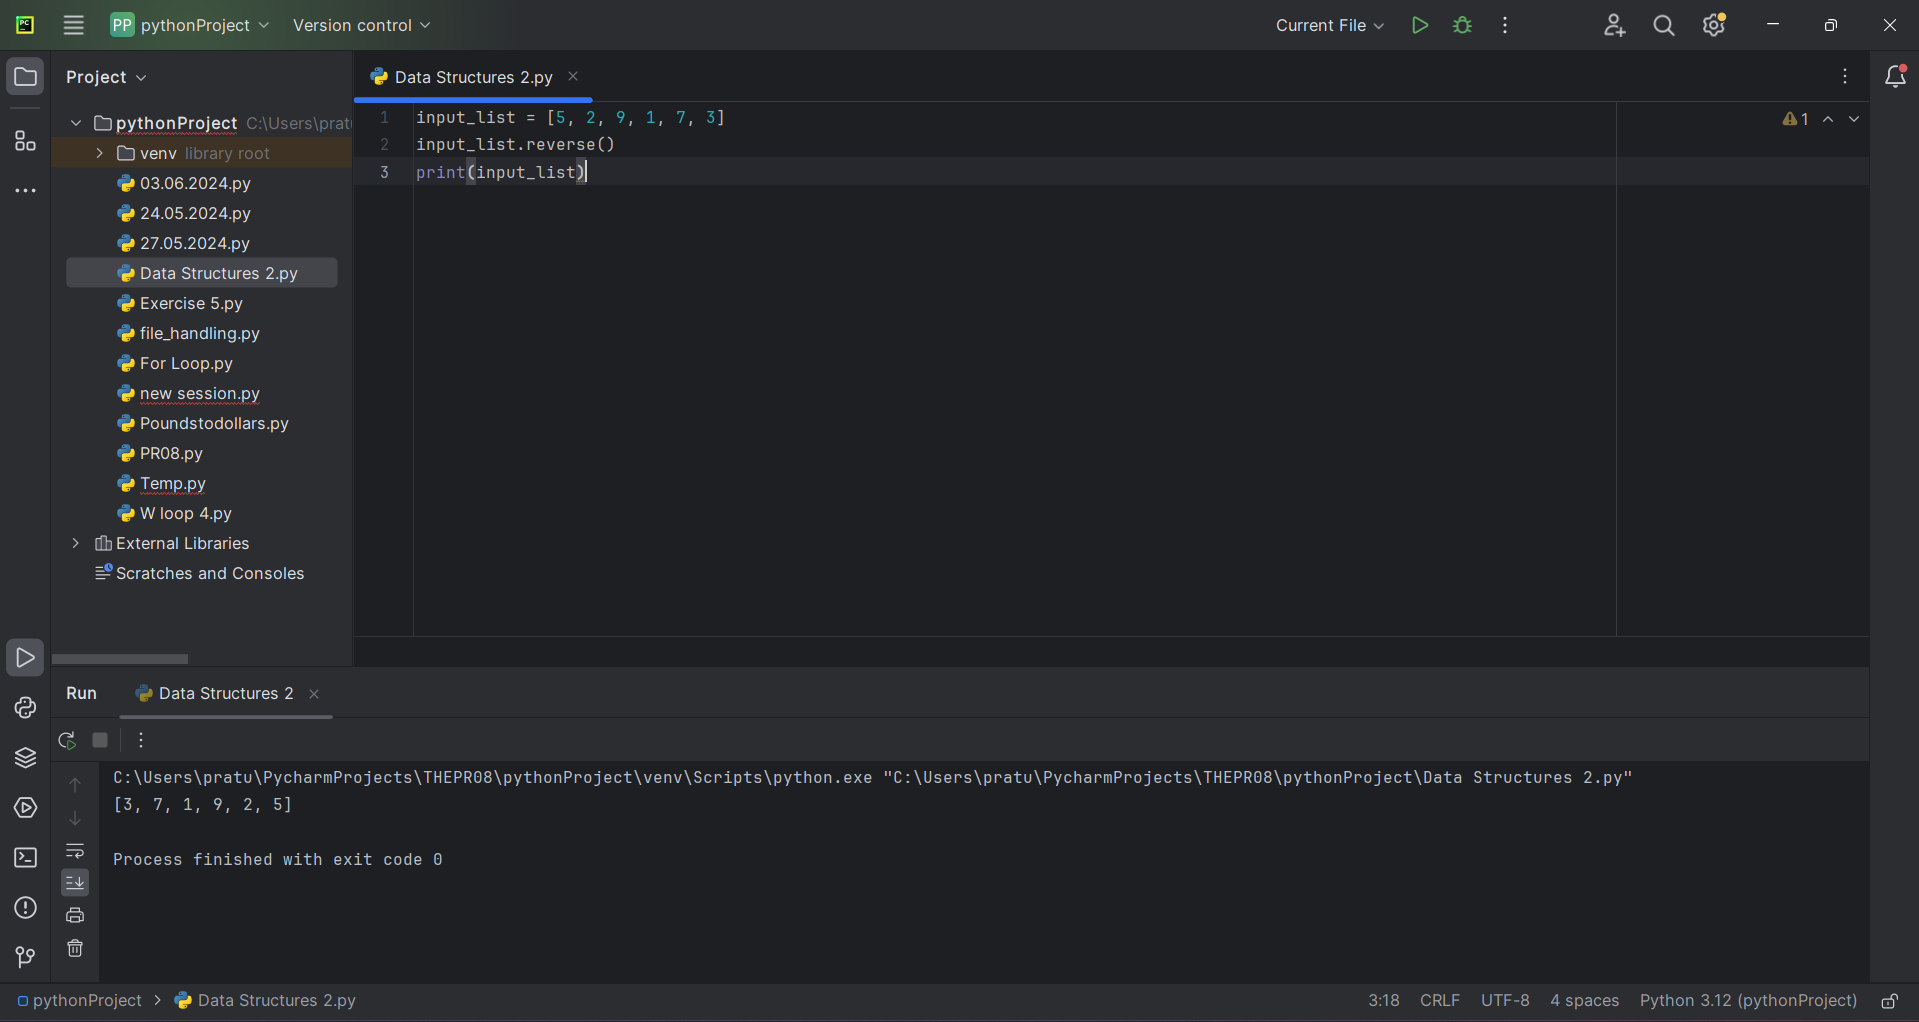 PC
PP pythonProject Version control Current File
Project
Data Structures 2.py
pythonProject C:\Users\prat
venv library root
03.06.2024.py
24.05.2024.py
27.05.2024.py
Data Structures 2.py
Exercise 5.py
file_handling.py
For Loop.py
new session.py
Poundstodollars.py
PR08.py
Temp.py
W loop 4.py
External Libraries
Scratches and Consoles
1 input_list = [5, 2, 9, 1, 7, 3]
2 input_list.reverse()
3 print(input_list)
1
Run Data Structures 2
C:\Users\pratu\PycharmProjects\THEPR08\pythonProject\venv\Scripts\python.exe "C:\Users\pratu\PycharmProjects\THEPR08\pythonProject\Data Structures 2.py"
[3, 7, 1, 9, 2, 5]
Process finished with exit code 0
pythonProject Data Structures 2.py 3:18 CRLF UTF-8 4 spaces Python 3.12 (pythonProject)